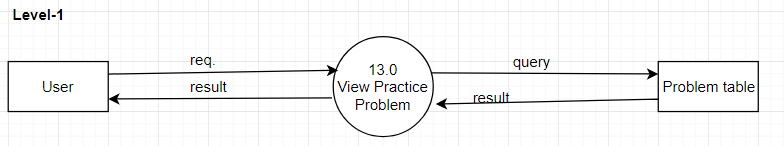 Level-1
req.
13.0
query
User
View Practice
Problem table
result
Problem
result